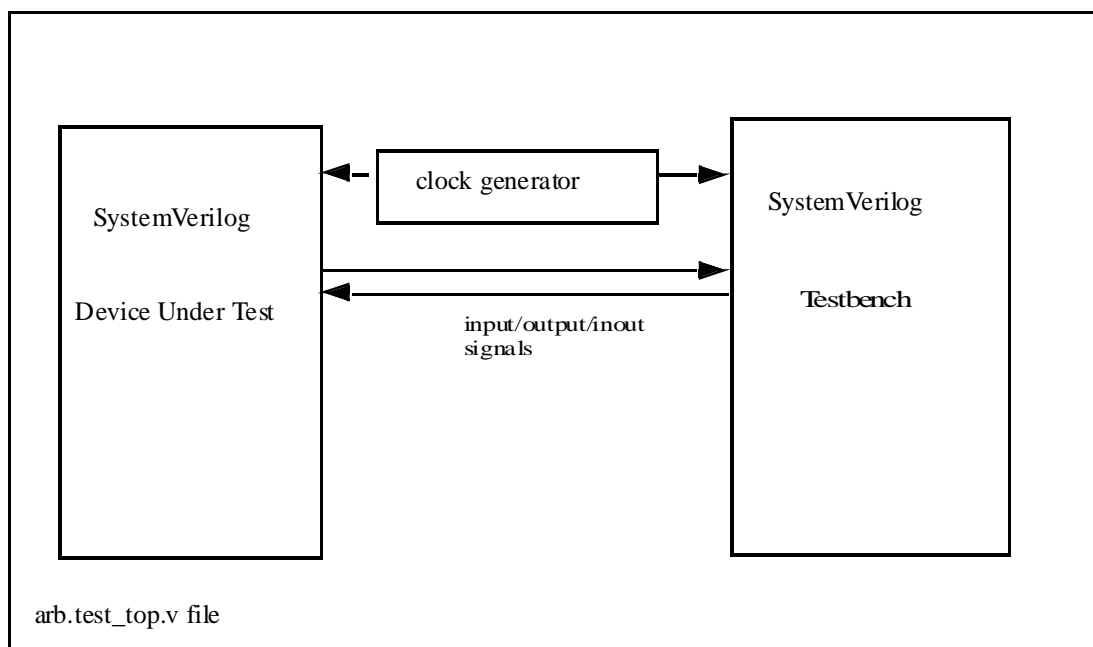 clock generator
SystemVerilog
Device Under Test
SystemVerilog
Testbench
input/output/inout
signals
arb.test_top.v file